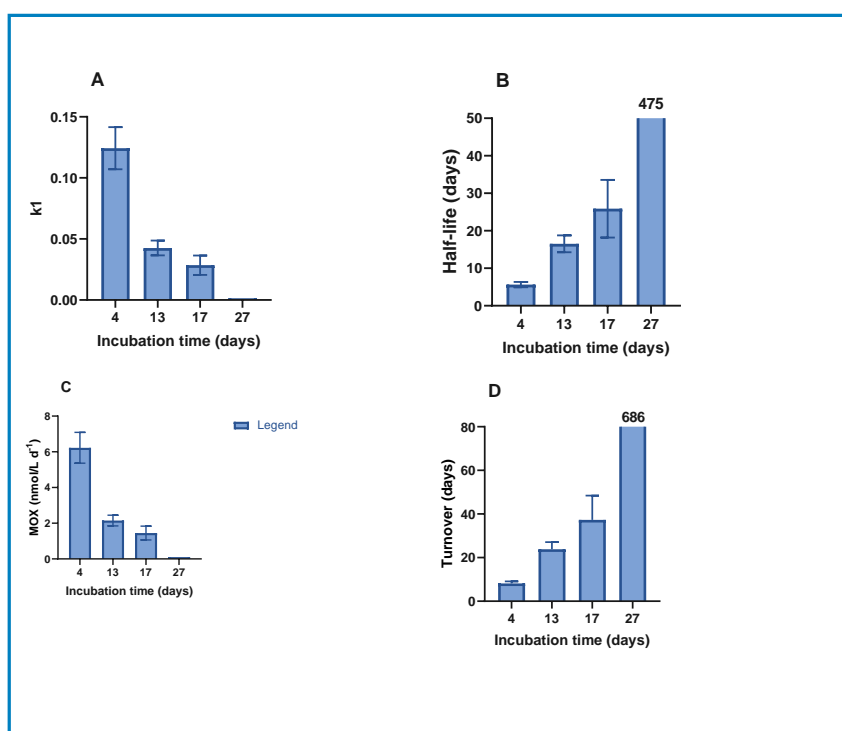 A
0.15
0.10
0.05
0.00
k1
4 13 17 27
Incubation time (days)
B
475
50
40
30
20
10
0
Half-life (days)
4 13 17 27
Incubation time (days)
C
8
6
4
2
0
MOX (nmol/L d⁻¹)
4 13 17 27
Incubation time (days)
Legend
D
686
80
60
40
20
0
Turnover (days)
4 13 17 27
Incubation time (days)